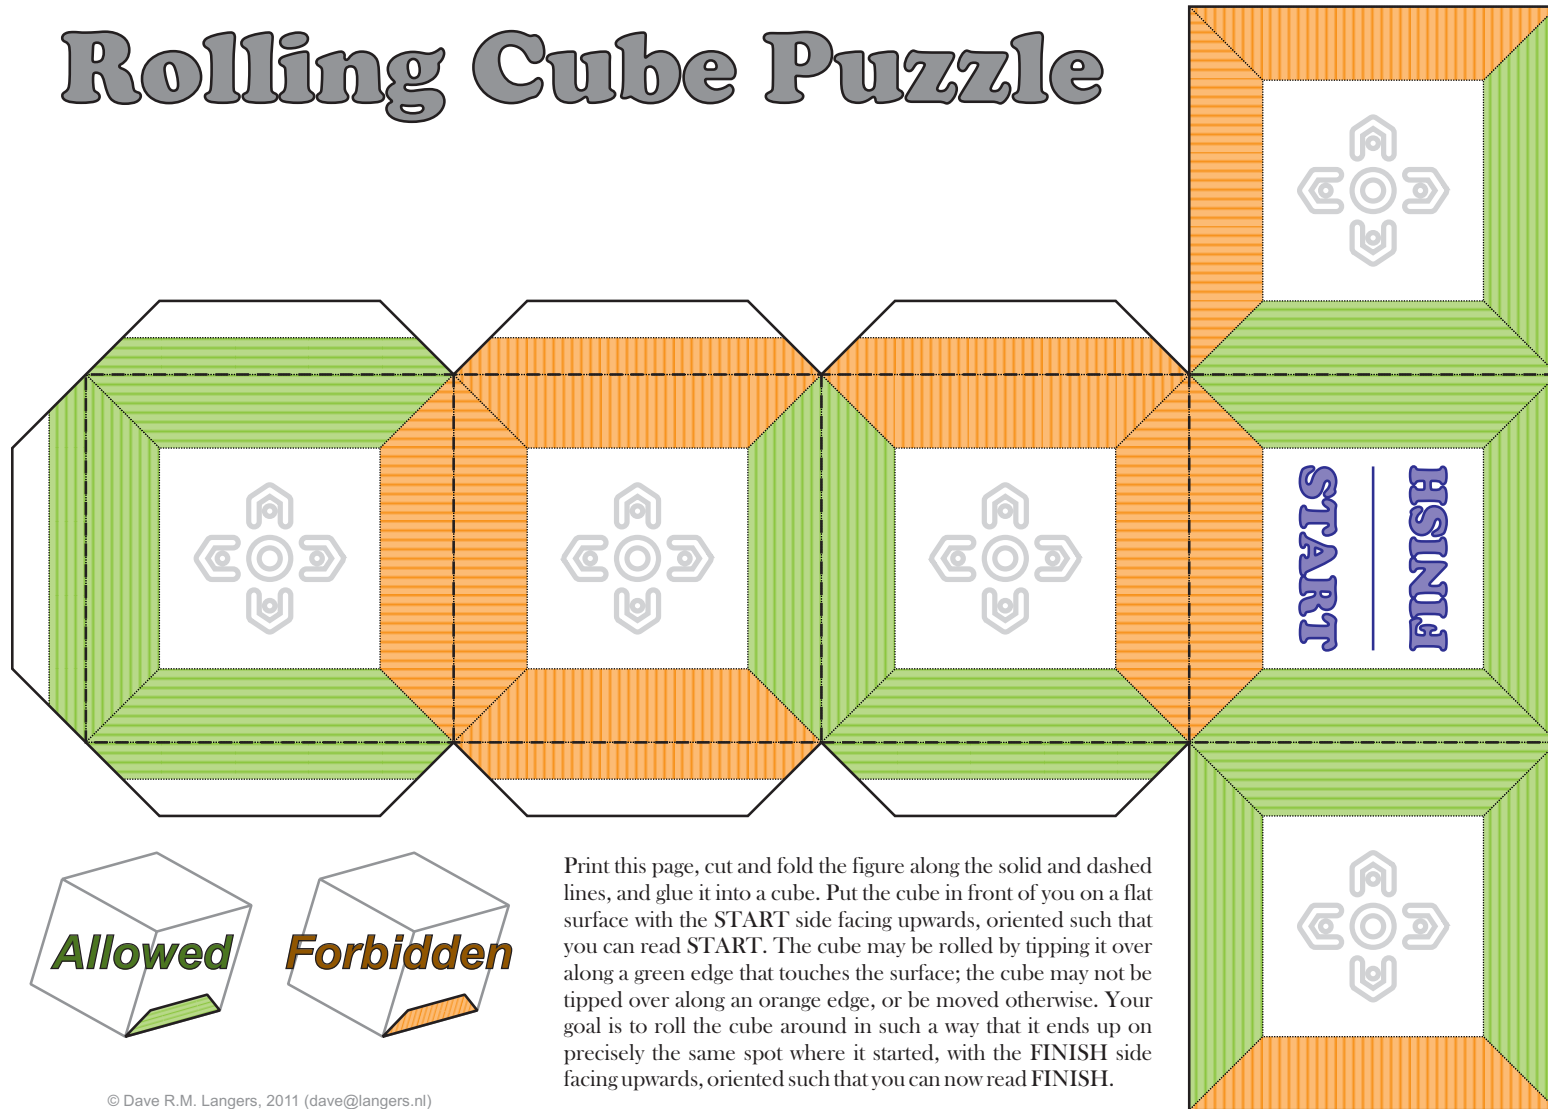 Rolling Cube Puzzle
START
FINISH
Allowed
Forbidden
Print this page, cut and fold the figure along the solid and dashed
lines, and glue it into a cube. Put the cube in front of you on a flat
surface with the START side facing upwards, oriented such that
you can read START. The cube may be rolled by tipping it over
along a green edge that touches the surface; the cube may not be
tipped over along an orange edge, or be moved otherwise. Your
goal is to roll the cube around in such a way that it ends up on
precisely the same spot where it started, with the FINISH side
facing upwards, oriented such that you can now read FINISH.
© Dave R.M. Langers, 2011 (dave@langers.nl)